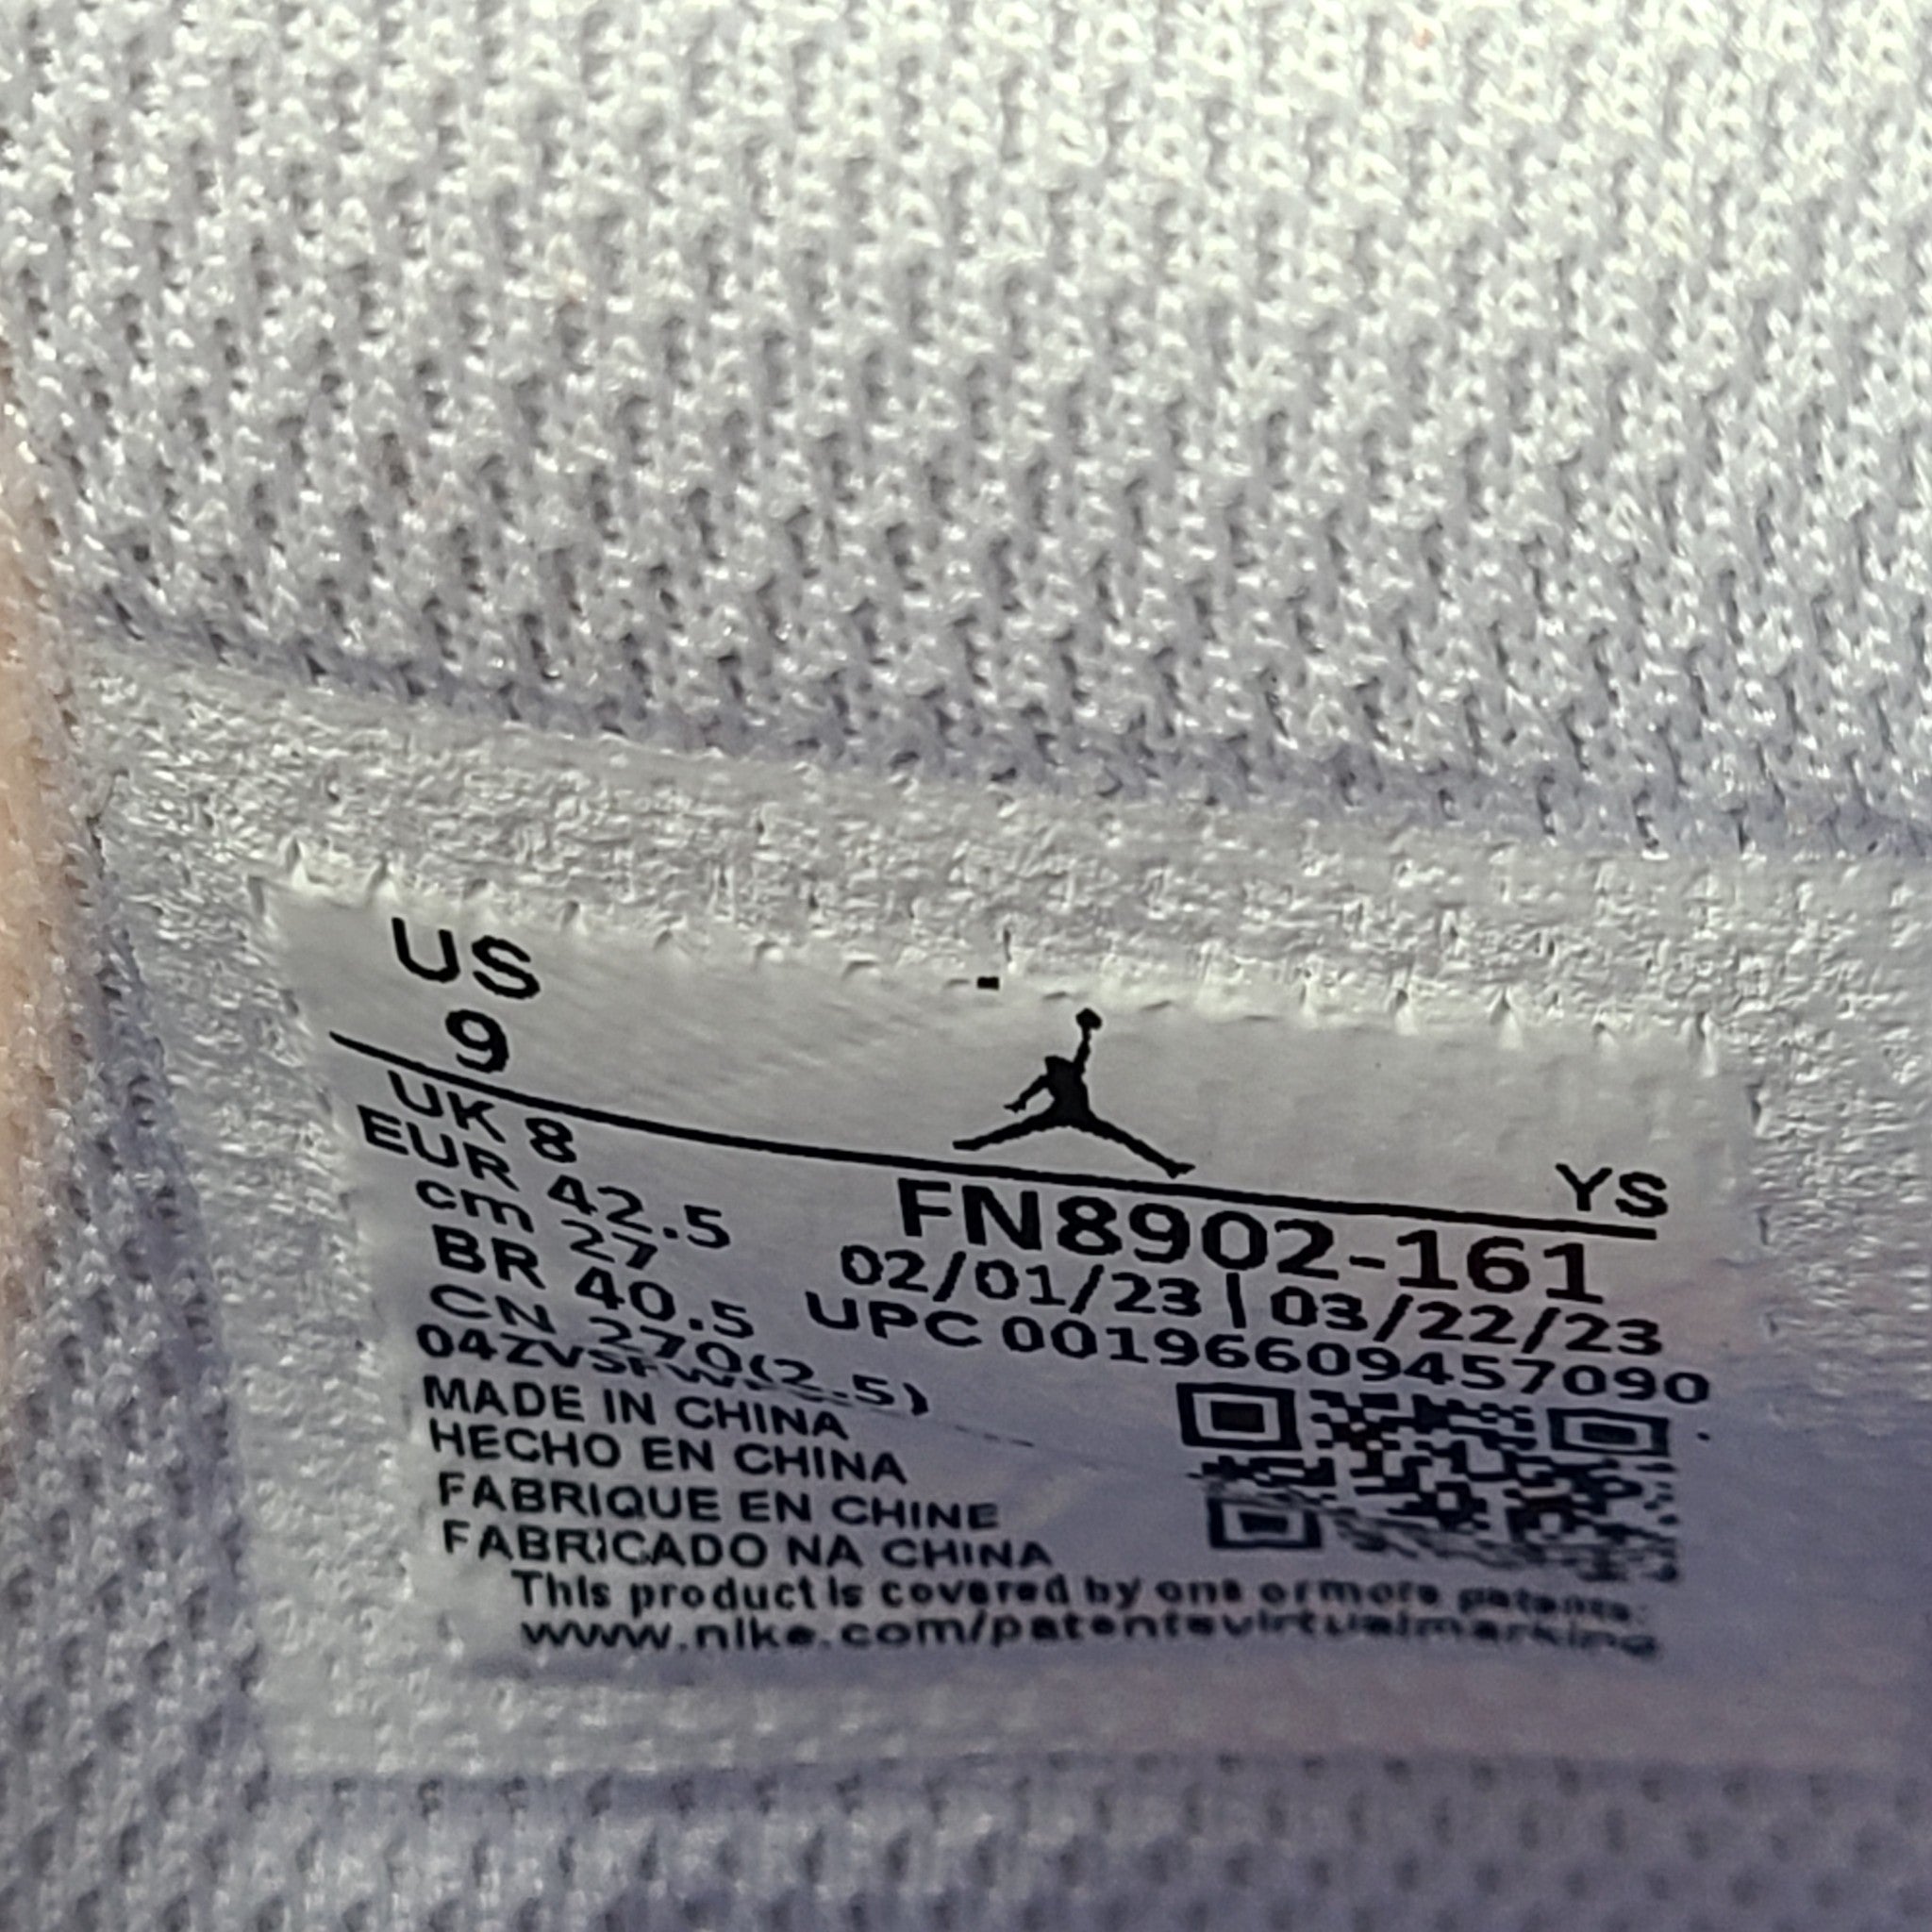 US
9
YS
UK 8
EUR 42.5
cm 27
BR 40.5
CN 270(2.5)
FN8902-161
02/01/23 | 03/22/23
UPC 00196609457090
MADE IN CHINA
HECHO EN CHINA
FABRIQUE EN CHINE
FABRICADO NA CHINA
This product is covered by one or more patents:
www.nike.com/patentsvirtualmarking